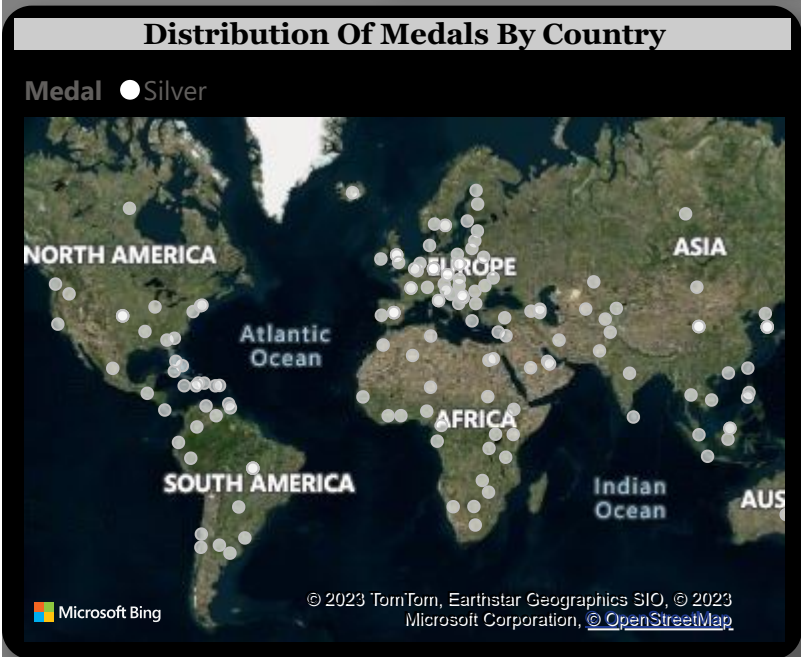 Distribution Of Medals By Country
Medal Silver
NORTH AMERICA
EUROPE
ASIA
Atlantic
Ocean
AFRICA
SOUTH AMERICA
Indian
Ocean
AUS
© 2023 TomTom, Earthstar Geographics SIO, © 2023
Microsoft Corporation, © OpenStreetMap
Microsoft Bing